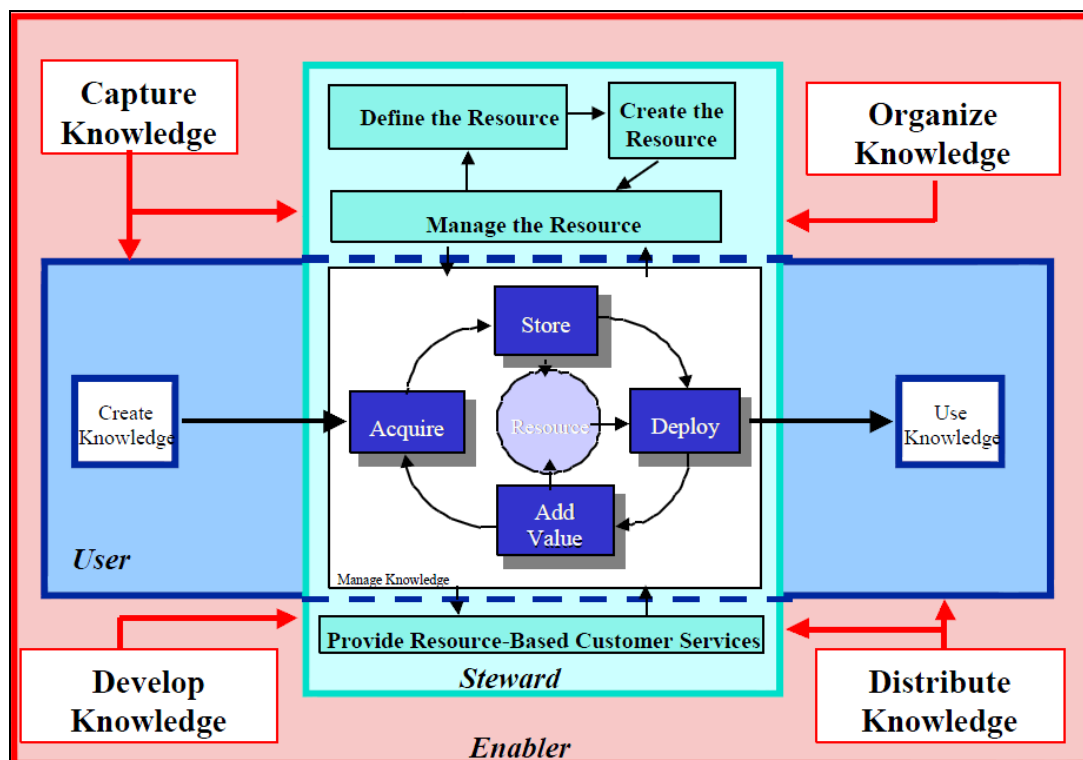 Capture
Knowledge
Define the Resource
Create the
Resource
Organize
Knowledge
Manage the Resource
Store
Create
Knowledge
Acquire
Resource
Deploy
Use
Knowledge
Add
Value
User
Manage Knowledge
Provide Resource-Based Customer Services
Develop
Knowledge
Steward
Distribute
Knowledge
Enabler